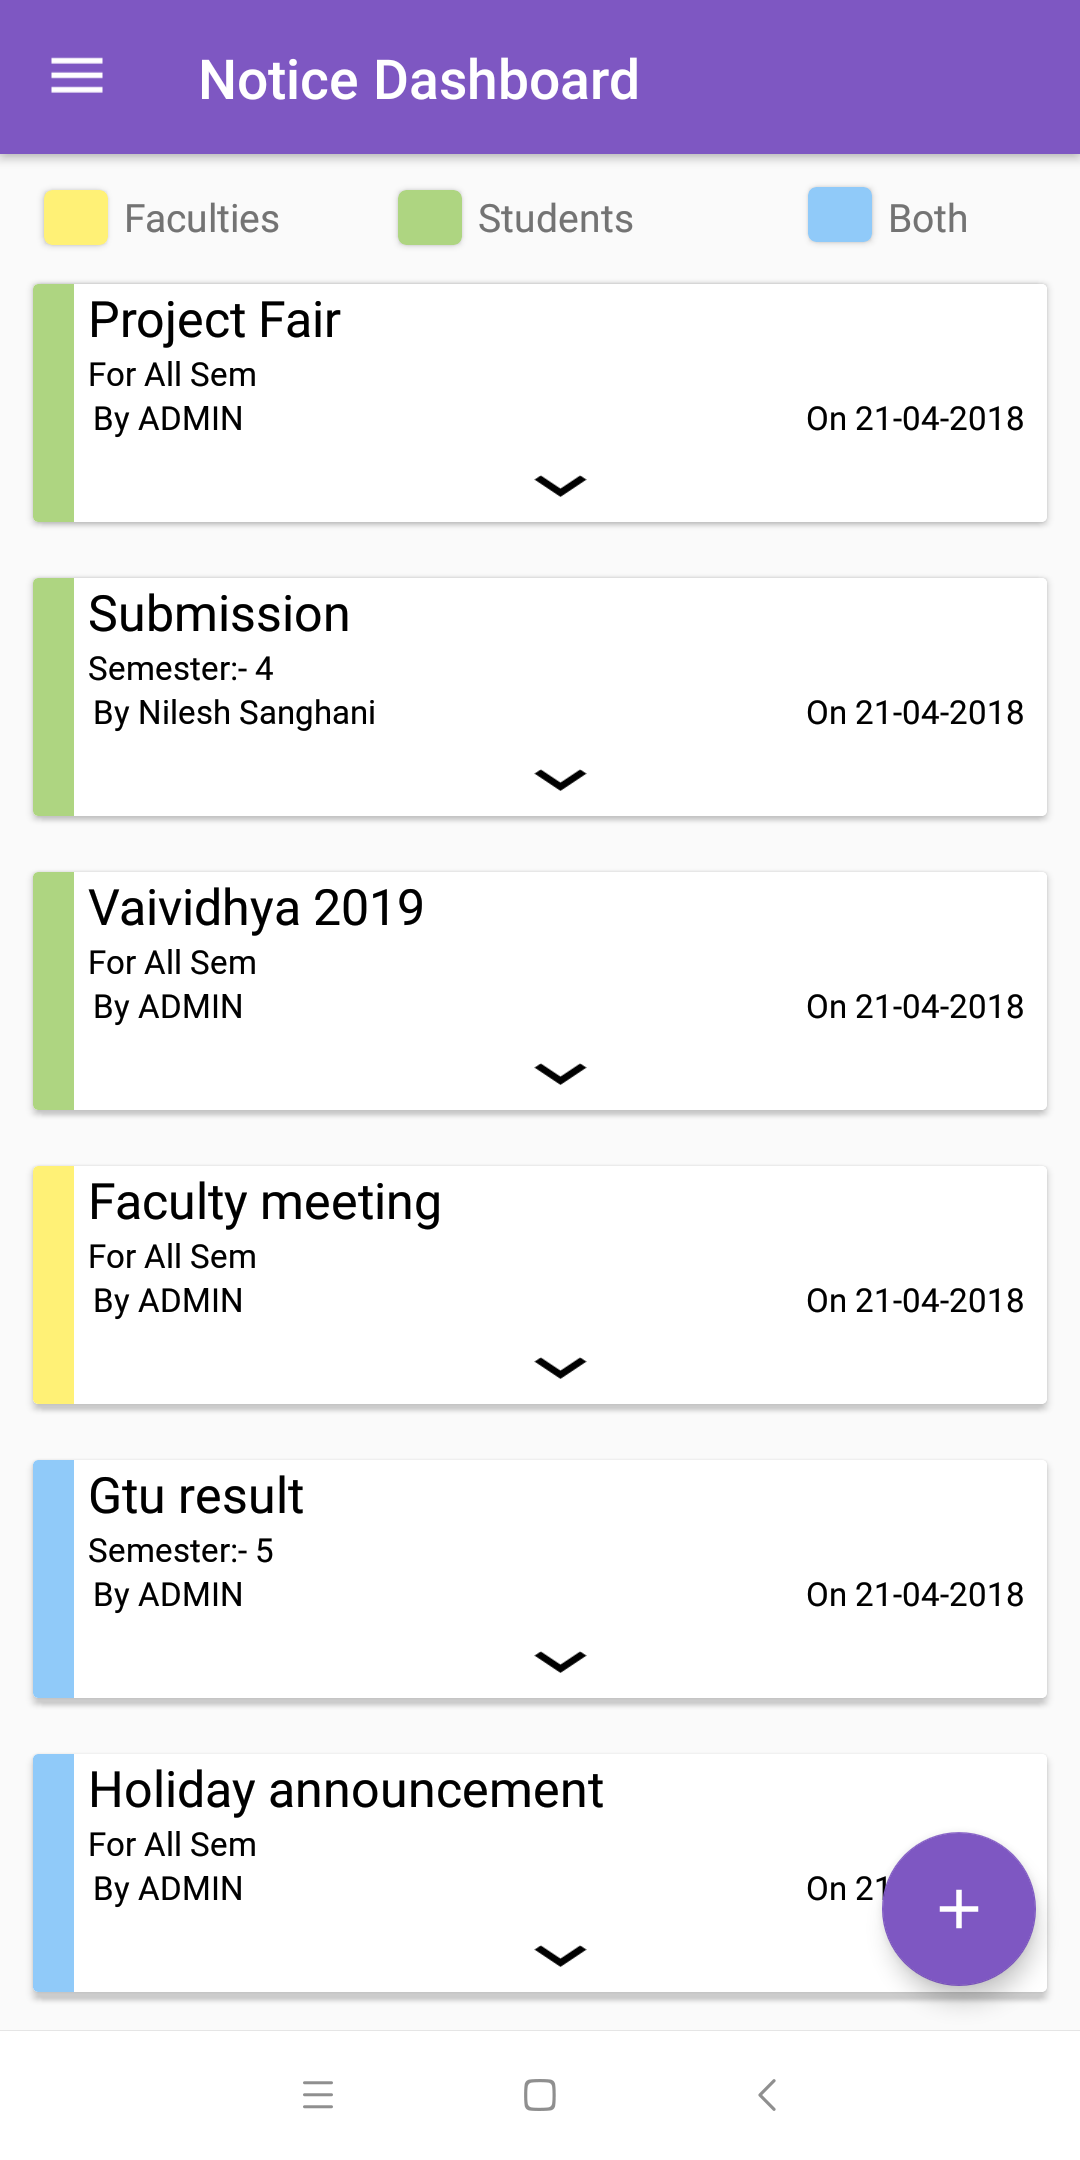 Notice Dashboard
Faculties Students Both
Project Fair
For All Sem
By ADMIN On 21-04-2018
Submission
Semester:- 4
By Nilesh Sanghani On 21-04-2018
Vaividhya 2019
For All Sem
By ADMIN On 21-04-2018
Faculty meeting
For All Sem
By ADMIN On 21-04-2018
Gtu result
Semester:- 5
By ADMIN On 21-04-2018
Holiday announcement
For All Sem
By ADMIN On 21